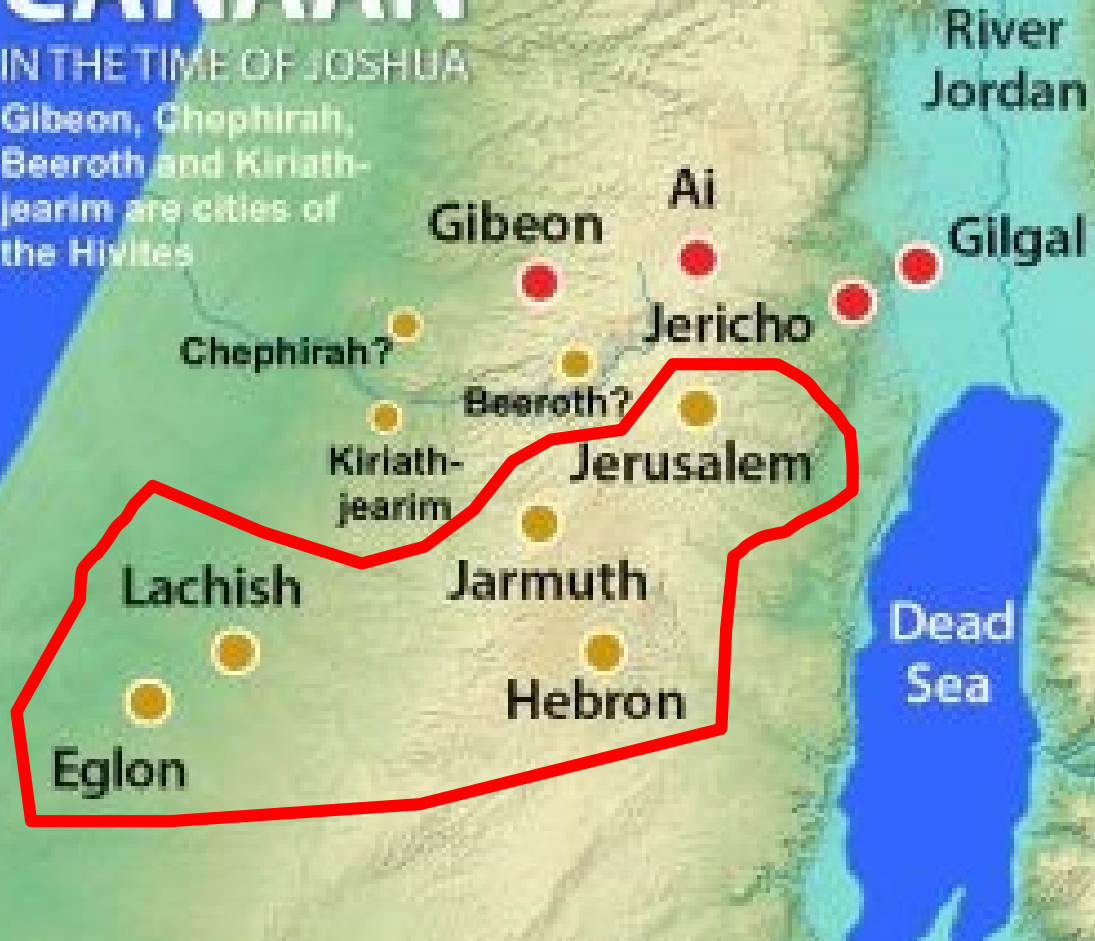 CANAAN
IN THE TIME OF JOSHUA
Gibeon, Chephirah,
Beeroth and Kiriath-
jearim are cities of
the Hivites
River
Jordan
Ai
Gibeon
Gilgal
Jericho
Chephirah?
Beeroth?
Kiriath-
jearim
Jerusalem
Lachish
Jarmuth
Dead
Sea
Hebron
Eglon